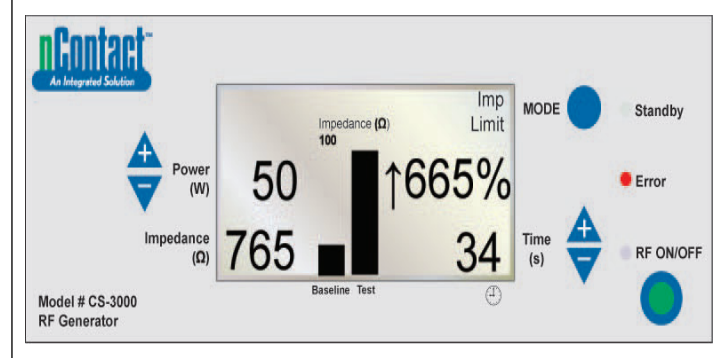 nContact™
An Integrated Solution
Imp
Limit
Impedance (Ω)
100
MODE
Standby
+
−
Power
(W)
50
↑665%
Error
Impedance
(Ω)
765
34
Time
(s)
+
−
RF ON/OFF
Baseline Test
Model # CS-3000
RF Generator